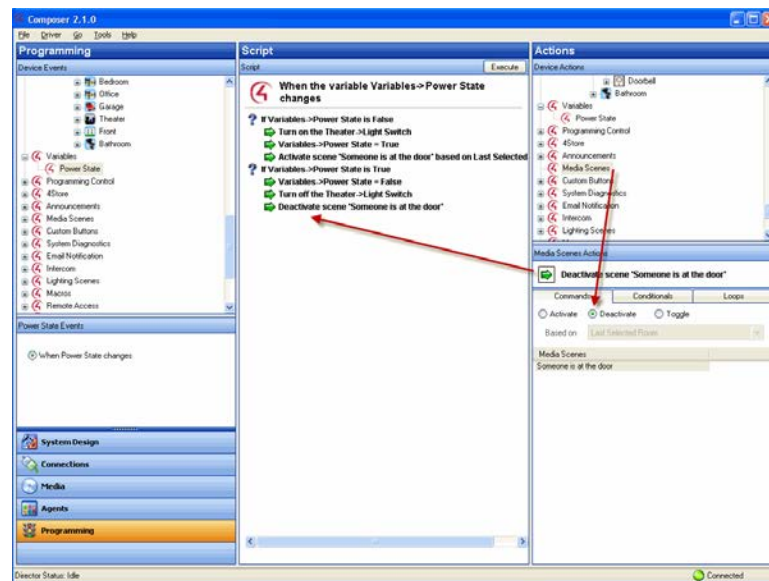 Composer 2.1.0
File Driver Go Tools Help
Programming
Device Events
Bedroom
Office
Garage
Theater
Front
Bathroom
Variables
Power State
Programming Control
4Store
Announcements
Media Scenes
Custom Buttons
System Diagnostics
Email Notification
Intercom
Lighting Scenes
Macros
Remote Access
Power State Events
When Power State changes
System Design
Connections
Media
Agents
Programming
Director Status: Idle
Script
Script Execute
When the variable Variables->Power State
changes
If Variables->Power State is False
Turn on the Theater->Light Switch
Variables->Power State = True
Activate scene "Someone is at the door" based on Last Selected
If Variables->Power State is True
Variables->Power State = False
Turn off the Theater->Light Switch
Deactivate scene "Someone is at the door"
Actions
Device Actions
Doorbell
Bathroom
Variables
Power State
Programming Control
4Store
Announcements
Media Scenes
Custom Buttons
System Diagnostics
Email Notification
Intercom
Lighting Scenes
Media Scenes Actions
Deactivate scene "Someone is at the door"
Commands Conditionals Loops
Activate Deactivate Toggle
Based on Last Selected Room
Media Scenes
Someone is at the door
Connected